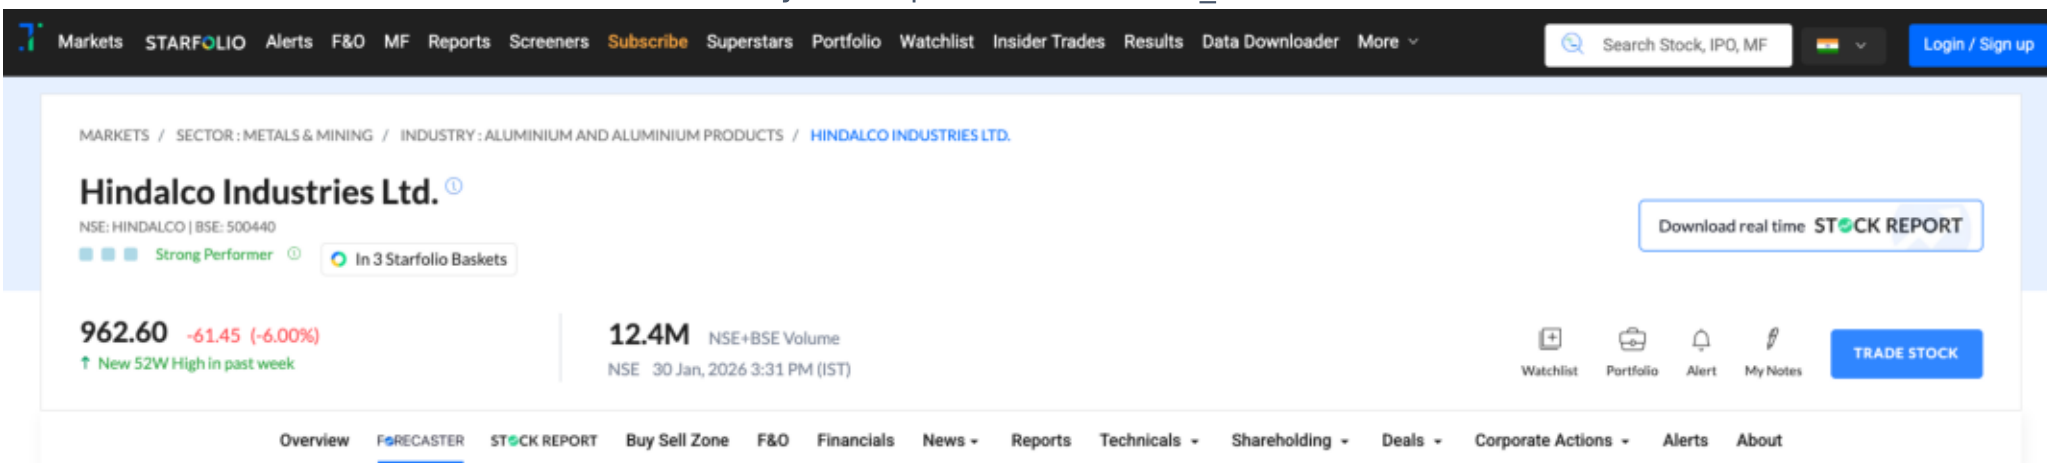 Markets STARFOLIO Alerts F&O MF Reports Screeners Subscribe Superstars Portfolio Watchlist Insider Trades Results Data Downloader More Search Stock, IPO, MF Login / Sign up
MARKETS / SECTOR : METALS & MINING / INDUSTRY : ALUMINIUM AND ALUMINIUM PRODUCTS / HINDALCO INDUSTRIES LTD.
Hindalco Industries Ltd.
NSE: HINDALCO | BSE: 500440
Strong Performer In 3 Starfolio Baskets
Download real time STOCK REPORT
962.60 -61.45 (-6.00%)
↑ New 52W High in past week
12.4M NSE+BSE Volume
NSE 30 Jan, 2026 3:31 PM (IST)
Watchlist Portfolio Alert My Notes TRADE STOCK
Overview FORECASTER STOCK REPORT Buy Sell Zone F&O Financials News Reports Technicals Shareholding Deals Corporate Actions Alerts About